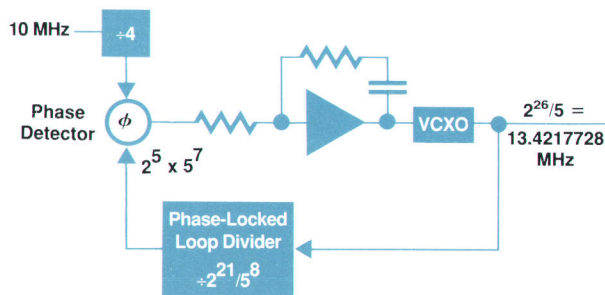 10 MHz
÷4
Phase
Detector
ϕ
2^5 x 5^7
VCXO
2^26/5 =
13.4217728
MHz
Phase-Locked
Loop Divider
÷2^21/5^8